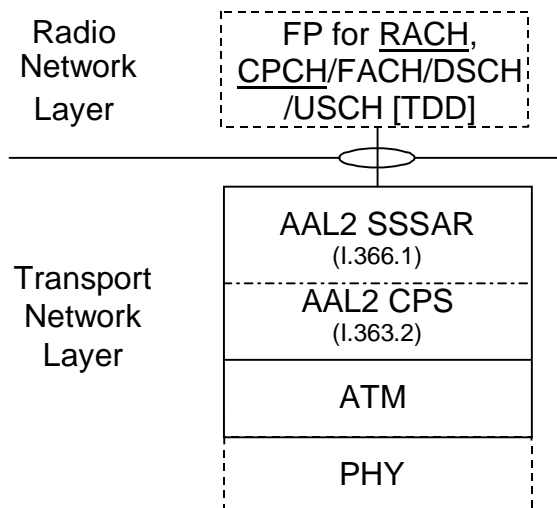 Radio
Network
Layer
FP for RACH,
CPCH/FACH/DSCH
/USCH [TDD]
Transport
Network
Layer
AAL2 SSSAR
(I.366.1)
AAL2 CPS
(I.363.2)
ATM
PHY